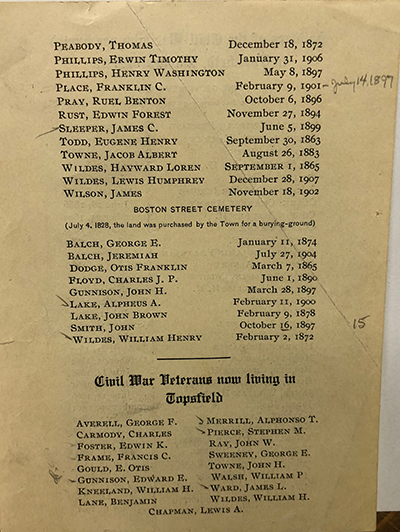 PEABODY, THOMAS December 18, 1872
PHILLIPS, ERWIN TIMOTHY January 31, 1906
PHILLIPS, HENRY WASHINGTON May 8, 1897
PLACE, FRANKLIN C. February 9, 1901 - July 14, 1899
PRAY, RUEL BENTON October 6, 1896
RUST, EDWIN FOREST November 27, 1894
SLEEPER, JAMES C. June 5, 1899
TODD, EUGENE HENRY September 30, 1863
TOWNE, JACOB ALBERT August 26, 1883
WILDES, HAYWARD LOREN SEPTEMBER 1, 1865
WILDES, LEWIS HUMPHREY December 28, 1907
WILSON, JAMES November 18, 1902
BOSTON STREET CEMETERY
(July 4, 1828, the land was purchased by the Town for a burying-ground)
BALCH, GEORGE E. January 11, 1874
BALCH, JEREMIAH July 27, 1904
DODGE, OTIS FRANKLIN March 7, 1865
FLOYD, CHARLES J. P. June 1, 1890
GUNNISON, JOHN H. March 28, 1897
LAKE, ALPHEUS A. February 11, 1900
LAKE, JOHN BROWN February 9, 1878
SMITH, JOHN October 16, 1897 15
WILDES, WILLIAM HENRY February 2, 1872
Civil War Veterans now living in
Topsfield
AVERELL, GEORGE F. MERRILL, ALPHONSO T.
CARMODY, CHARLES PIERCE, STEPHEN M.
FOSTER, EDWIN K. RAY, JOHN W.
FRAME, FRANCIS C. SWEENEY, GEORGE E.
GOULD, E. OTIS TOWNE, JOHN H.
GUNNISON, EDWARD E. WALSH, WILLIAM P
KNEELAND, WILLIAM H. WARD, JAMES L.
LANE, BENJAMIN WILDES, WILLIAM H.
CHAPMAN, LEWIS A.